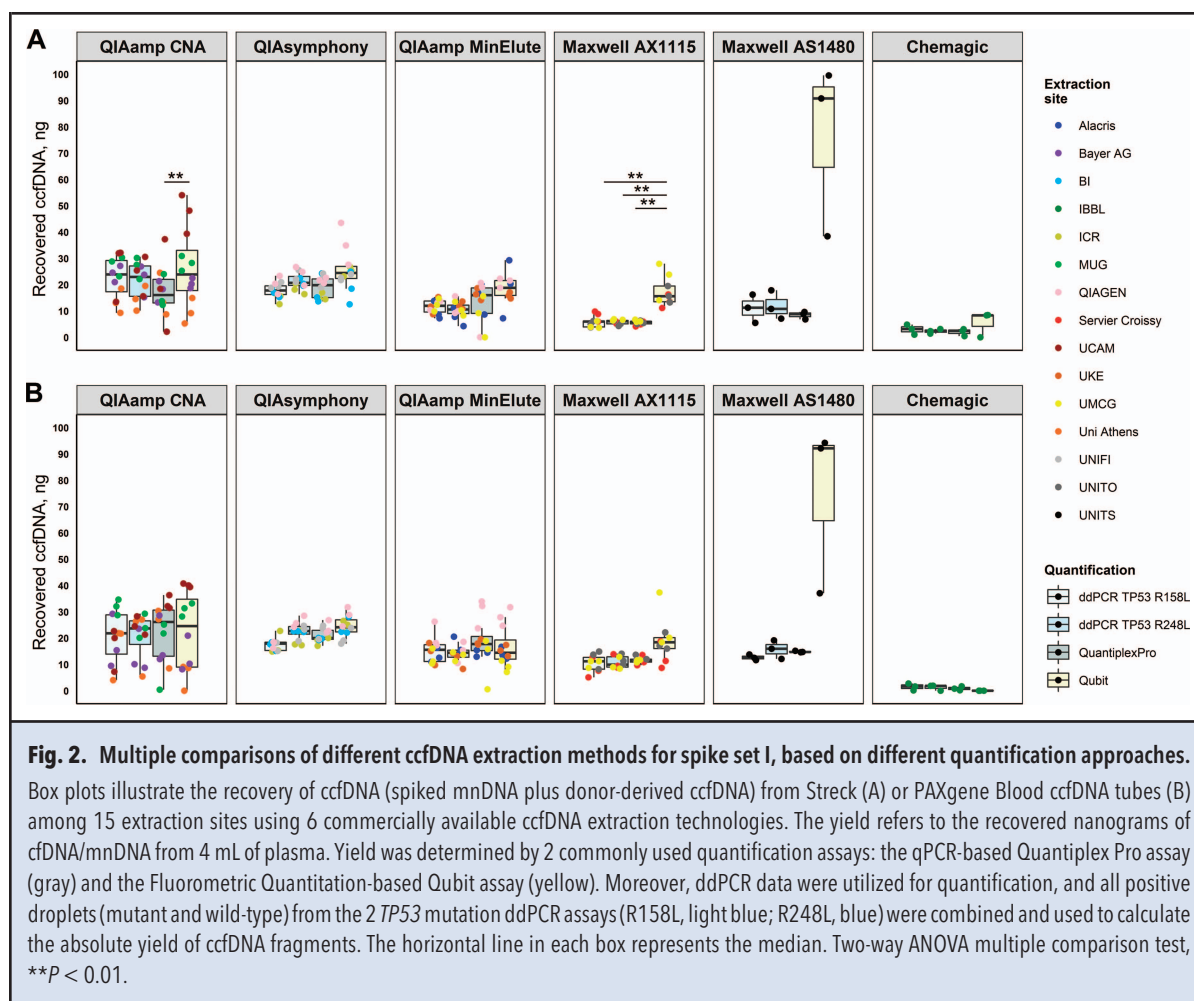 A
QIAamp CNA
QIAsymphony
QIAamp MinElute
Maxwell AX1115
Maxwell AS1480
Chemagic
Recovered ccfDNA, ng
100
90
80
70
60
50
40
30
20
10
0
**
**
**
**
B
QIAamp CNA
QIAsymphony
QIAamp MinElute
Maxwell AX1115
Maxwell AS1480
Chemagic
Recovered ccfDNA, ng
100
90
80
70
60
50
40
30
20
10
0
Extraction
site
Alacris
Bayer AG
BI
IBBL
ICR
MUG
QIAGEN
Servier Croissy
UCAM
UKE
UMCG
Uni Athens
UNIFI
UNITO
UNITS
Quantification
ddPCR TP53 R158L
ddPCR TP53 R248L
QuantiplexPro
Qubit
Fig. 2. Multiple comparisons of different ccfDNA extraction methods for spike set I, based on different quantification approaches.
Box plots illustrate the recovery of ccfDNA (spiked mnDNA plus donor-derived ccfDNA) from Streck (A) or PAXgene Blood ccfDNA tubes (B)
among 15 extraction sites using 6 commercially available ccfDNA extraction technologies. The yield refers to the recovered nanograms of
cfDNA/mnDNA from 4 mL of plasma. Yield was determined by 2 commonly used quantification assays: the qPCR-based Quantiplex Pro assay
(gray) and the Fluorometric Quantitation-based Qubit assay (yellow). Moreover, ddPCR data were utilized for quantification, and all positive
droplets (mutant and wild-type) from the 2 TP53 mutation ddPCR assays (R158L, light blue; R248L, blue) were combined and used to calculate
the absolute yield of ccfDNA fragments. The horizontal line in each box represents the median. Two-way ANOVA multiple comparison test,
**P < 0.01.